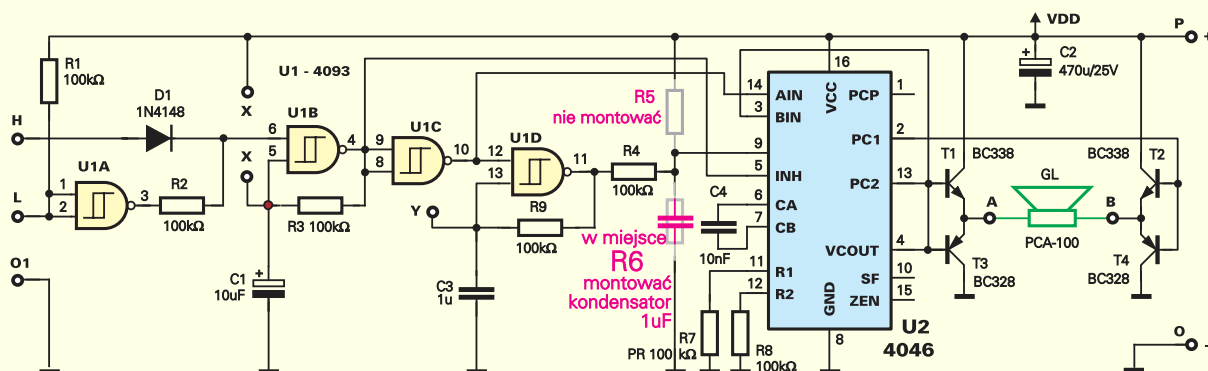 VDD
P
+
R1
100kΩ
H
D1
1N4148
X
U1 - 4093
U1B
6
5
4
U1A
1
2
3
R2
100kΩ
L
X
R3 100kΩ
O1
C1
+
10uF
9
8
U1C
10
U1D
12
13
11
Y
R9
100kΩ
C3
1u
R4
100kΩ
R5
nie montować
w miejsce
R6
montować
kondensator
1uF
C4
10nF
R7
PR 100 kΩ
R8
100kΩ
14
3
9
5
6
7
11
12
16
8
AIN
BIN
INH
CA
CB
R1
R2
VCC
GND
PCP
PC1
PC2
VCOUT
SF
ZEN
1
2
13
4
10
15
U2
4046
+
C2
470u/25V
T1
BC338
BC338
T2
GL
A
B
PCA-100
T3
BC328
T4
BC328
O
-